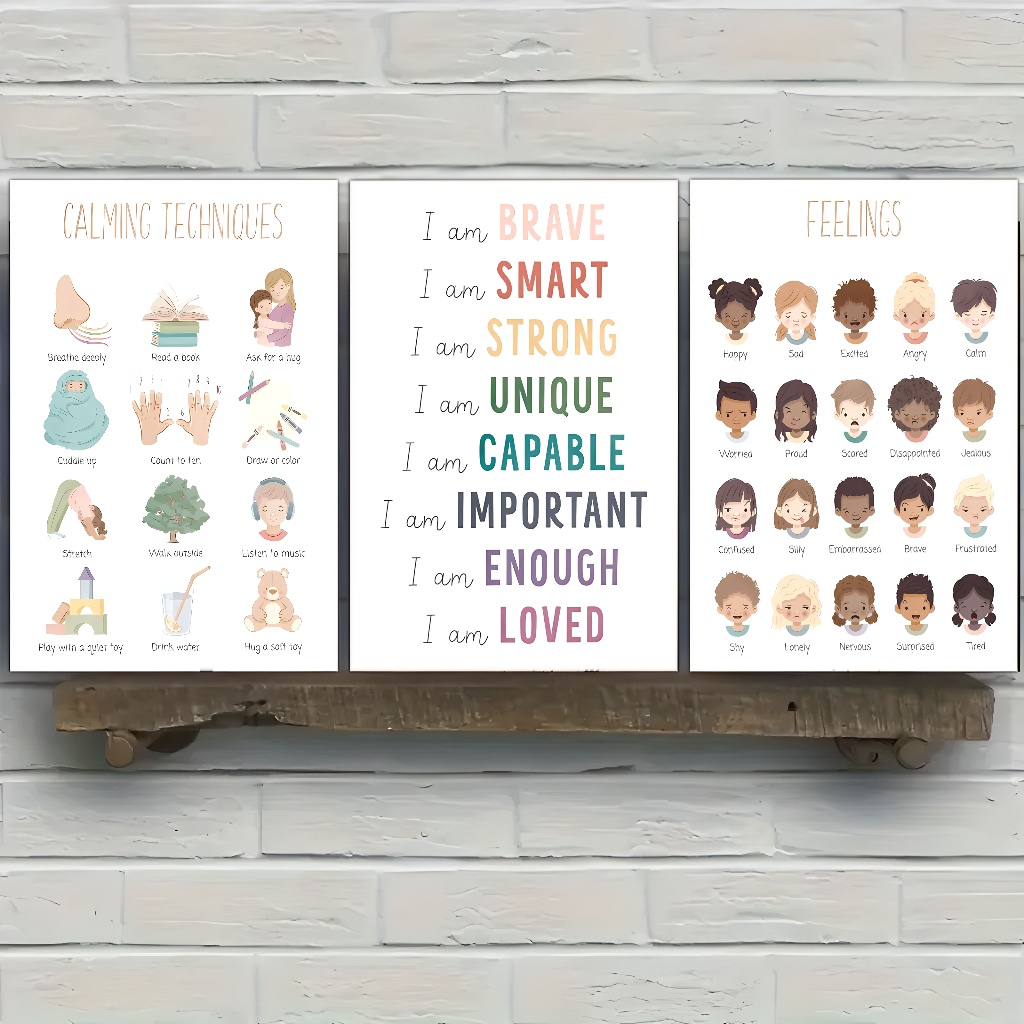 CALMING TECHNIQUES
Breathe deeply
Read a book
Ask for a hug
Cuddle up
Count to ten
Draw or color
Stretch
Walk outside
Listen to music
Play with a quiet toy
Drink water
Hug a soft toy
I am BRAVE
I am SMART
I am STRONG
I am UNIQUE
I am CAPABLE
I am IMPORTANT
I am ENOUGH
I am LOVED
FEELINGS
Happy
Sad
Excited
Angry
Calm
Worried
Proud
Scared
Disappointed
Jealous
Confused
Silly
Embarrassed
Brave
Frustrated
Shy
Lonely
Nervous
Surprised
Tired